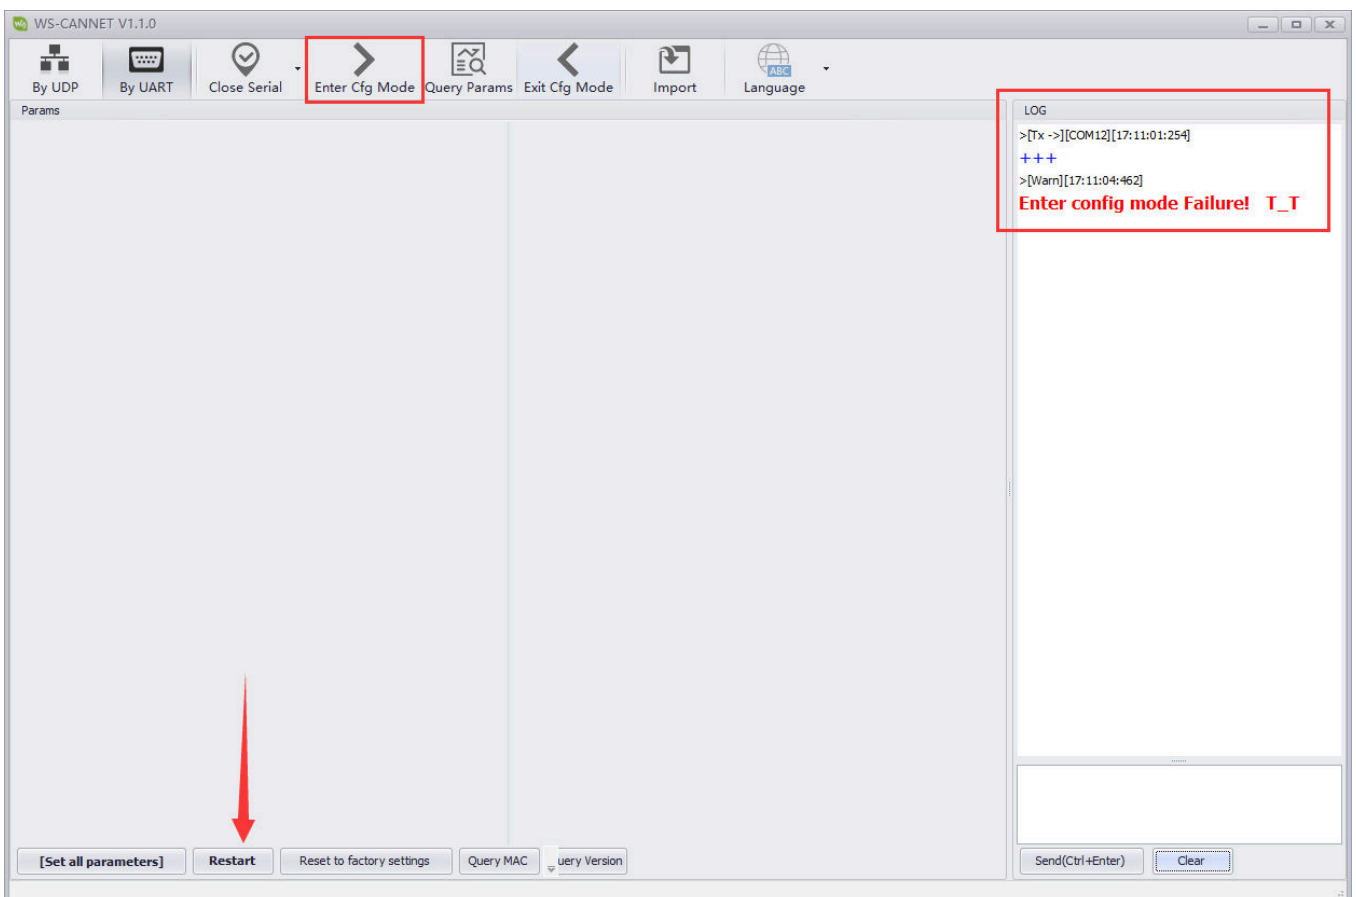 WS-CANNET V1.1.0
By UDP
By UART
Close Serial
Enter Cfg Mode
Query Params
Exit Cfg Mode
Import
ABC
Language
Params
LOG
>[Tx ->][COM12][17:11:01:254]
+++
>[Warn][17:11:04:462]
Enter config mode Failure! T_T
[Set all parameters]
Restart
Reset to factory settings
Query MAC
uery Version
Send(Ctrl+Enter)
Clear